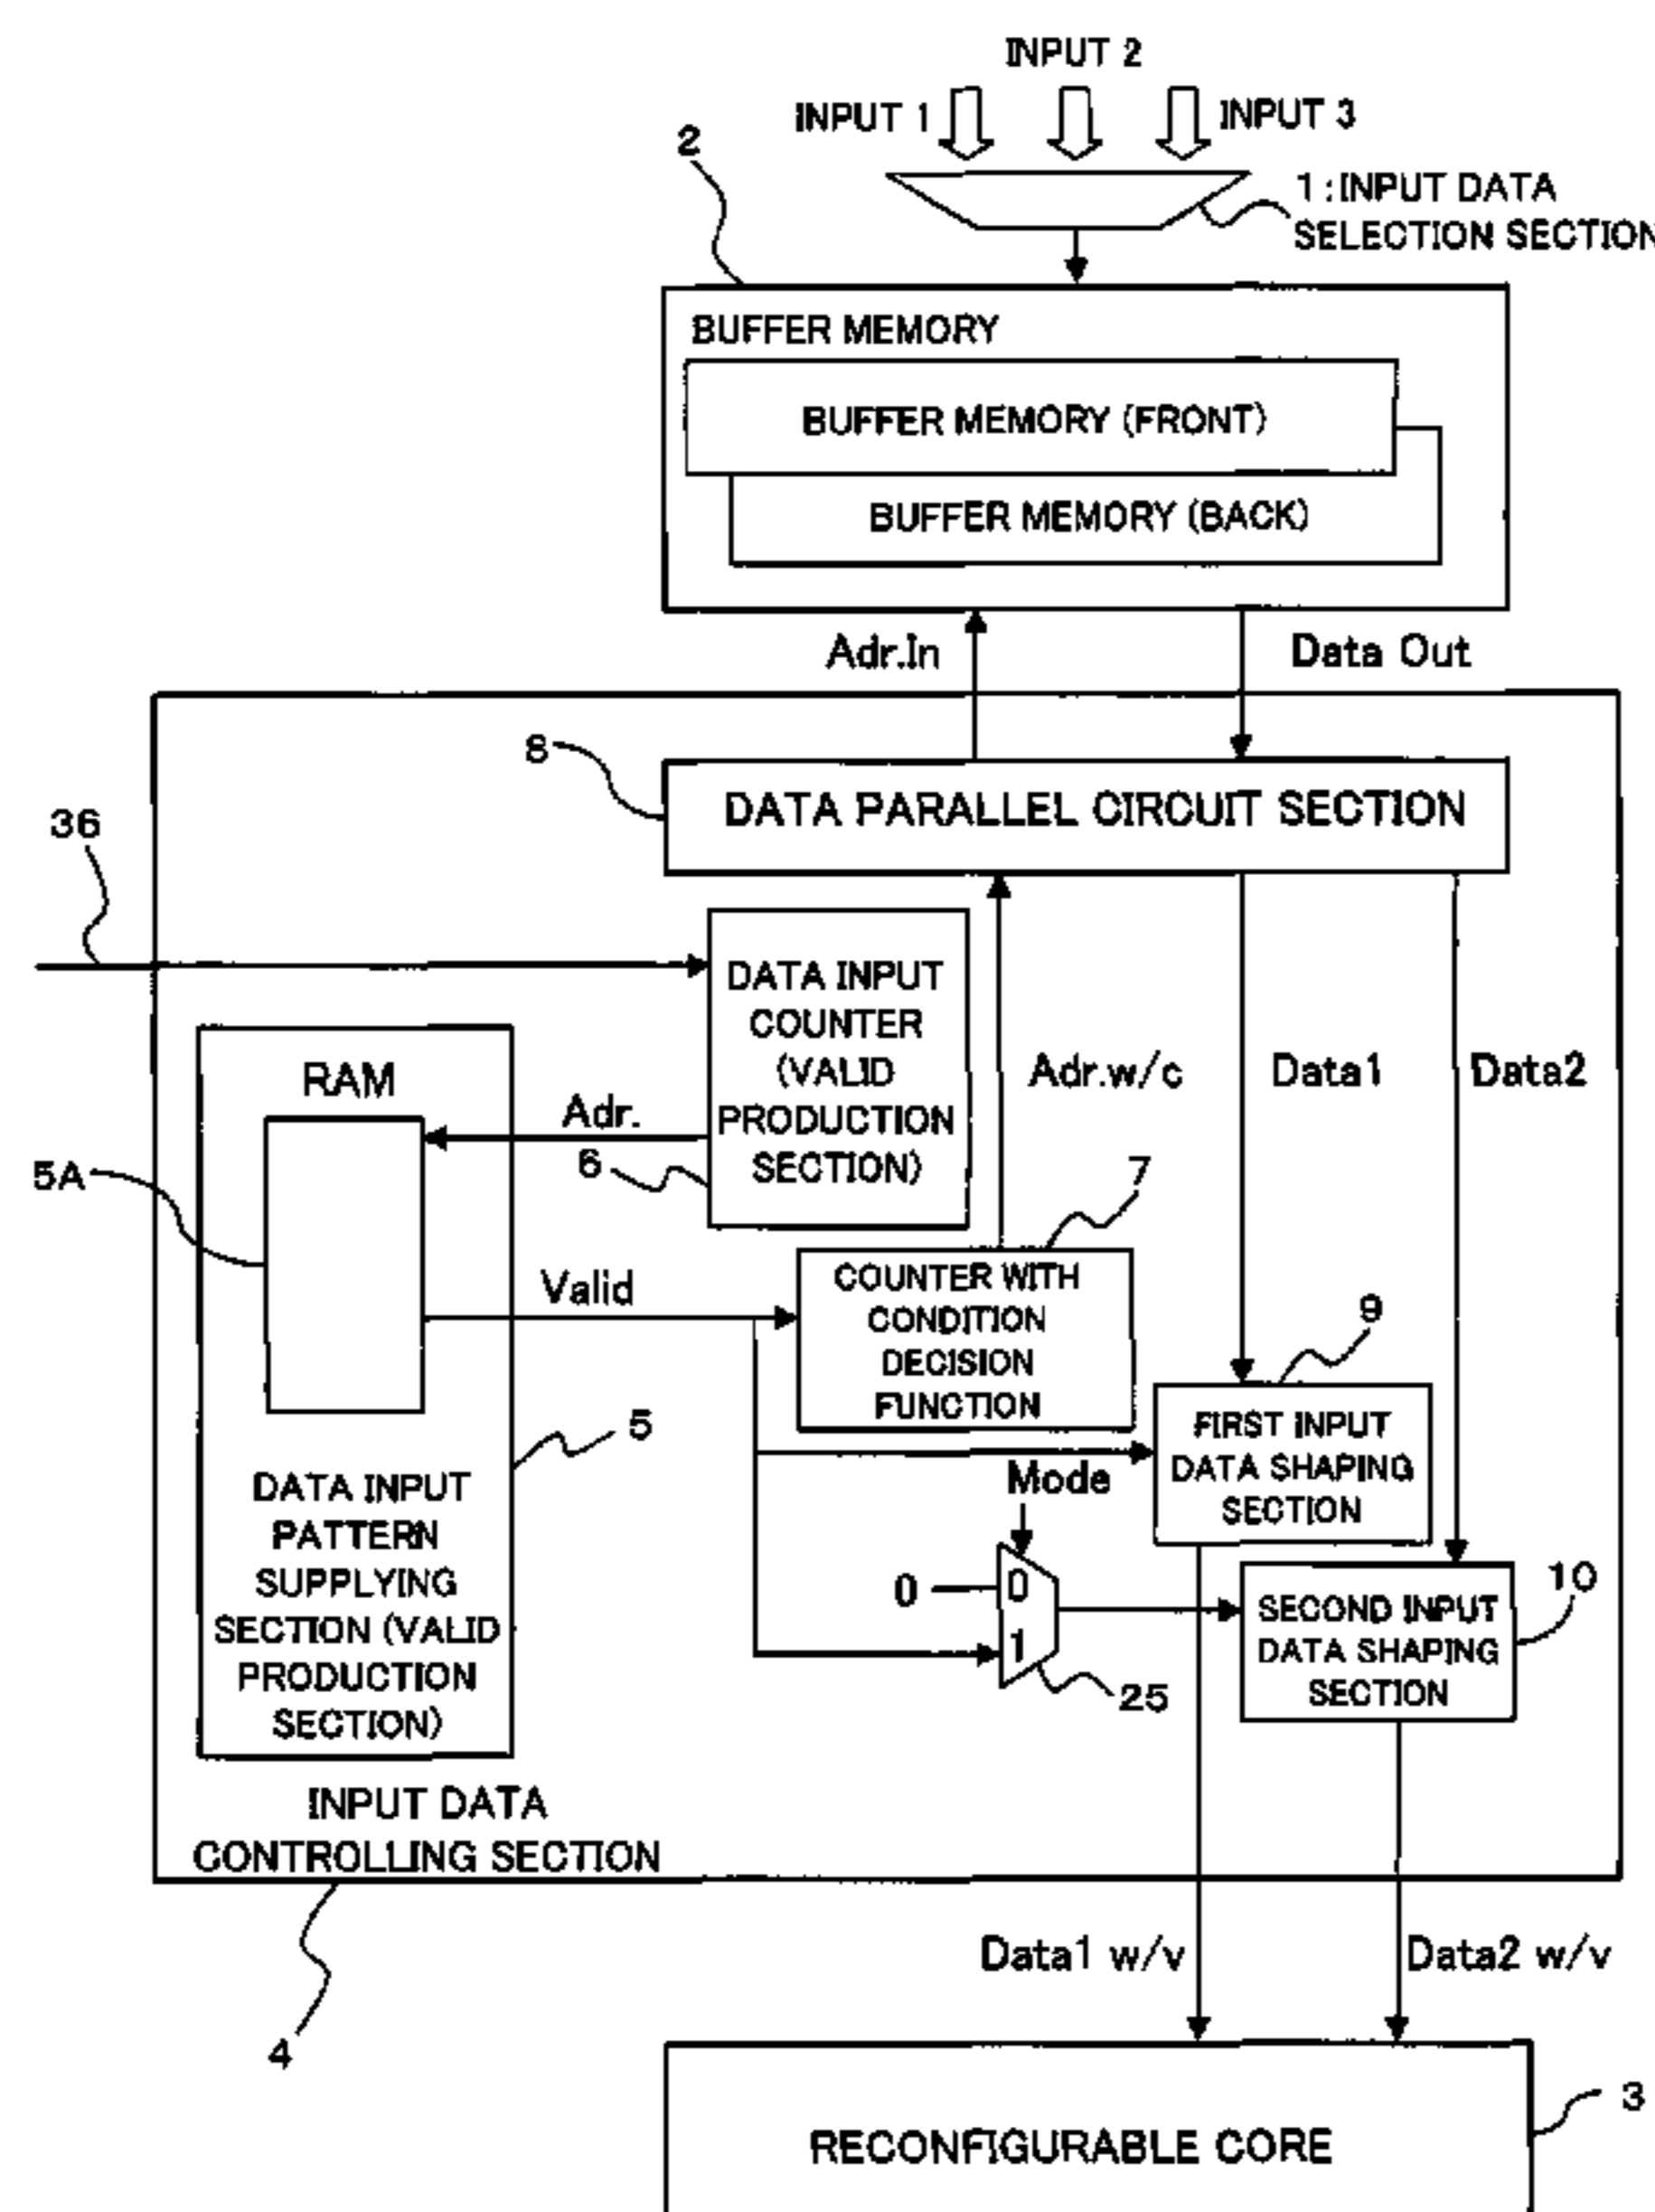 INPUT 2
INPUT 1
INPUT 3
2
1 : INPUT DATA
SELECTION SECTION
BUFFER MEMORY
BUFFER MEMORY (FRONT)
BUFFER MEMORY (BACK)
Adr.In
Data Out
8
DATA PARALLEL CIRCUIT SECTION
36
DATA INPUT
COUNTER
(VALID
PRODUCTION
SECTION)
RAM
Adr.
6
Adr.w/c
Data1
Data2
5A
7
Valid
COUNTER WITH
CONDITION
DECISION
FUNCTION
9
FIRST INPUT
DATA SHAPING
SECTION
5
Mode
DATA INPUT
PATTERN
SUPPLYING
SECTION (VALID
PRODUCTION
SECTION)
0
0
1
25
SECOND INPUT
DATA SHAPING
SECTION
10
INPUT DATA
CONTROLLING SECTION
4
Data1 w/v
Data2 w/v
RECONFIGURABLE CORE
3